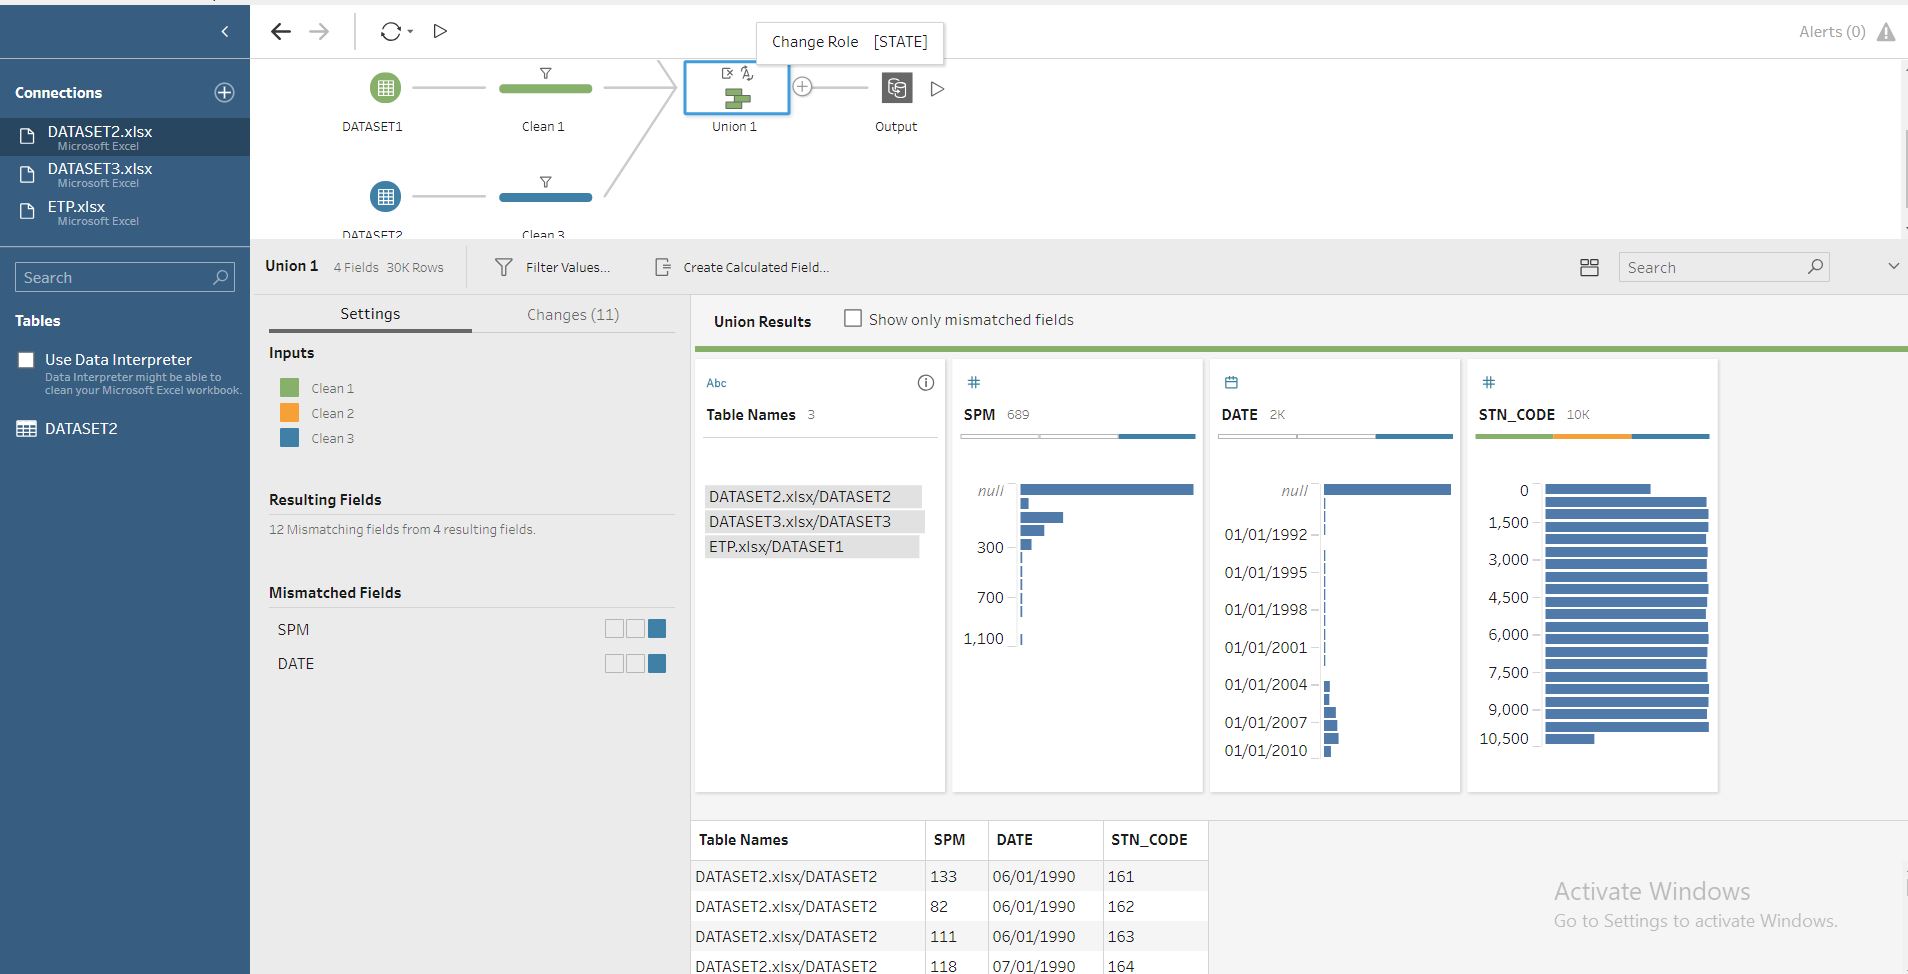 Change Role [STATE]
Alerts (0)
Connections
DATASET2.xlsx
Microsoft Excel
DATASET3.xlsx
Microsoft Excel
ETP.xlsx
Microsoft Excel
Search
Tables
Use Data Interpreter
Data Interpreter might be able to
clean your Microsoft Excel workbook.
DATASET2
DATASET1
Clean 1
Union 1
Output
DATASET2
Clean 3
Union 1 4 Fields 30K Rows
Filter Values...
Create Calculated Field...
Search
Settings
Changes (11)
Inputs
Clean 1
Clean 2
Clean 3
Resulting Fields
12 Mismatching fields from 4 resulting fields.
Mismatched Fields
SPM
DATE
Union Results
Show only mismatched fields
Abc
Table Names 3
DATASET2.xlsx/DATASET2
DATASET3.xlsx/DATASET3
ETP.xlsx/DATASET1
#
SPM 689
null
300
700
1,100
DATE 2K
null
01/01/1992
01/01/1995
01/01/1998
01/01/2001
01/01/2004
01/01/2007
01/01/2010
#
STN_CODE 10K
0
1,500
3,000
4,500
6,000
7,500
9,000
10,500
Table Names SPM DATE STN_CODE
DATASET2.xlsx/DATASET2 133 06/01/1990 161
DATASET2.xlsx/DATASET2 82 06/01/1990 162
DATASET2.xlsx/DATASET2 111 06/01/1990 163
DATASET2.xlsx/DATASET2 118 07/01/1990 164
Activate Windows
Go to Settings to activate Windows.